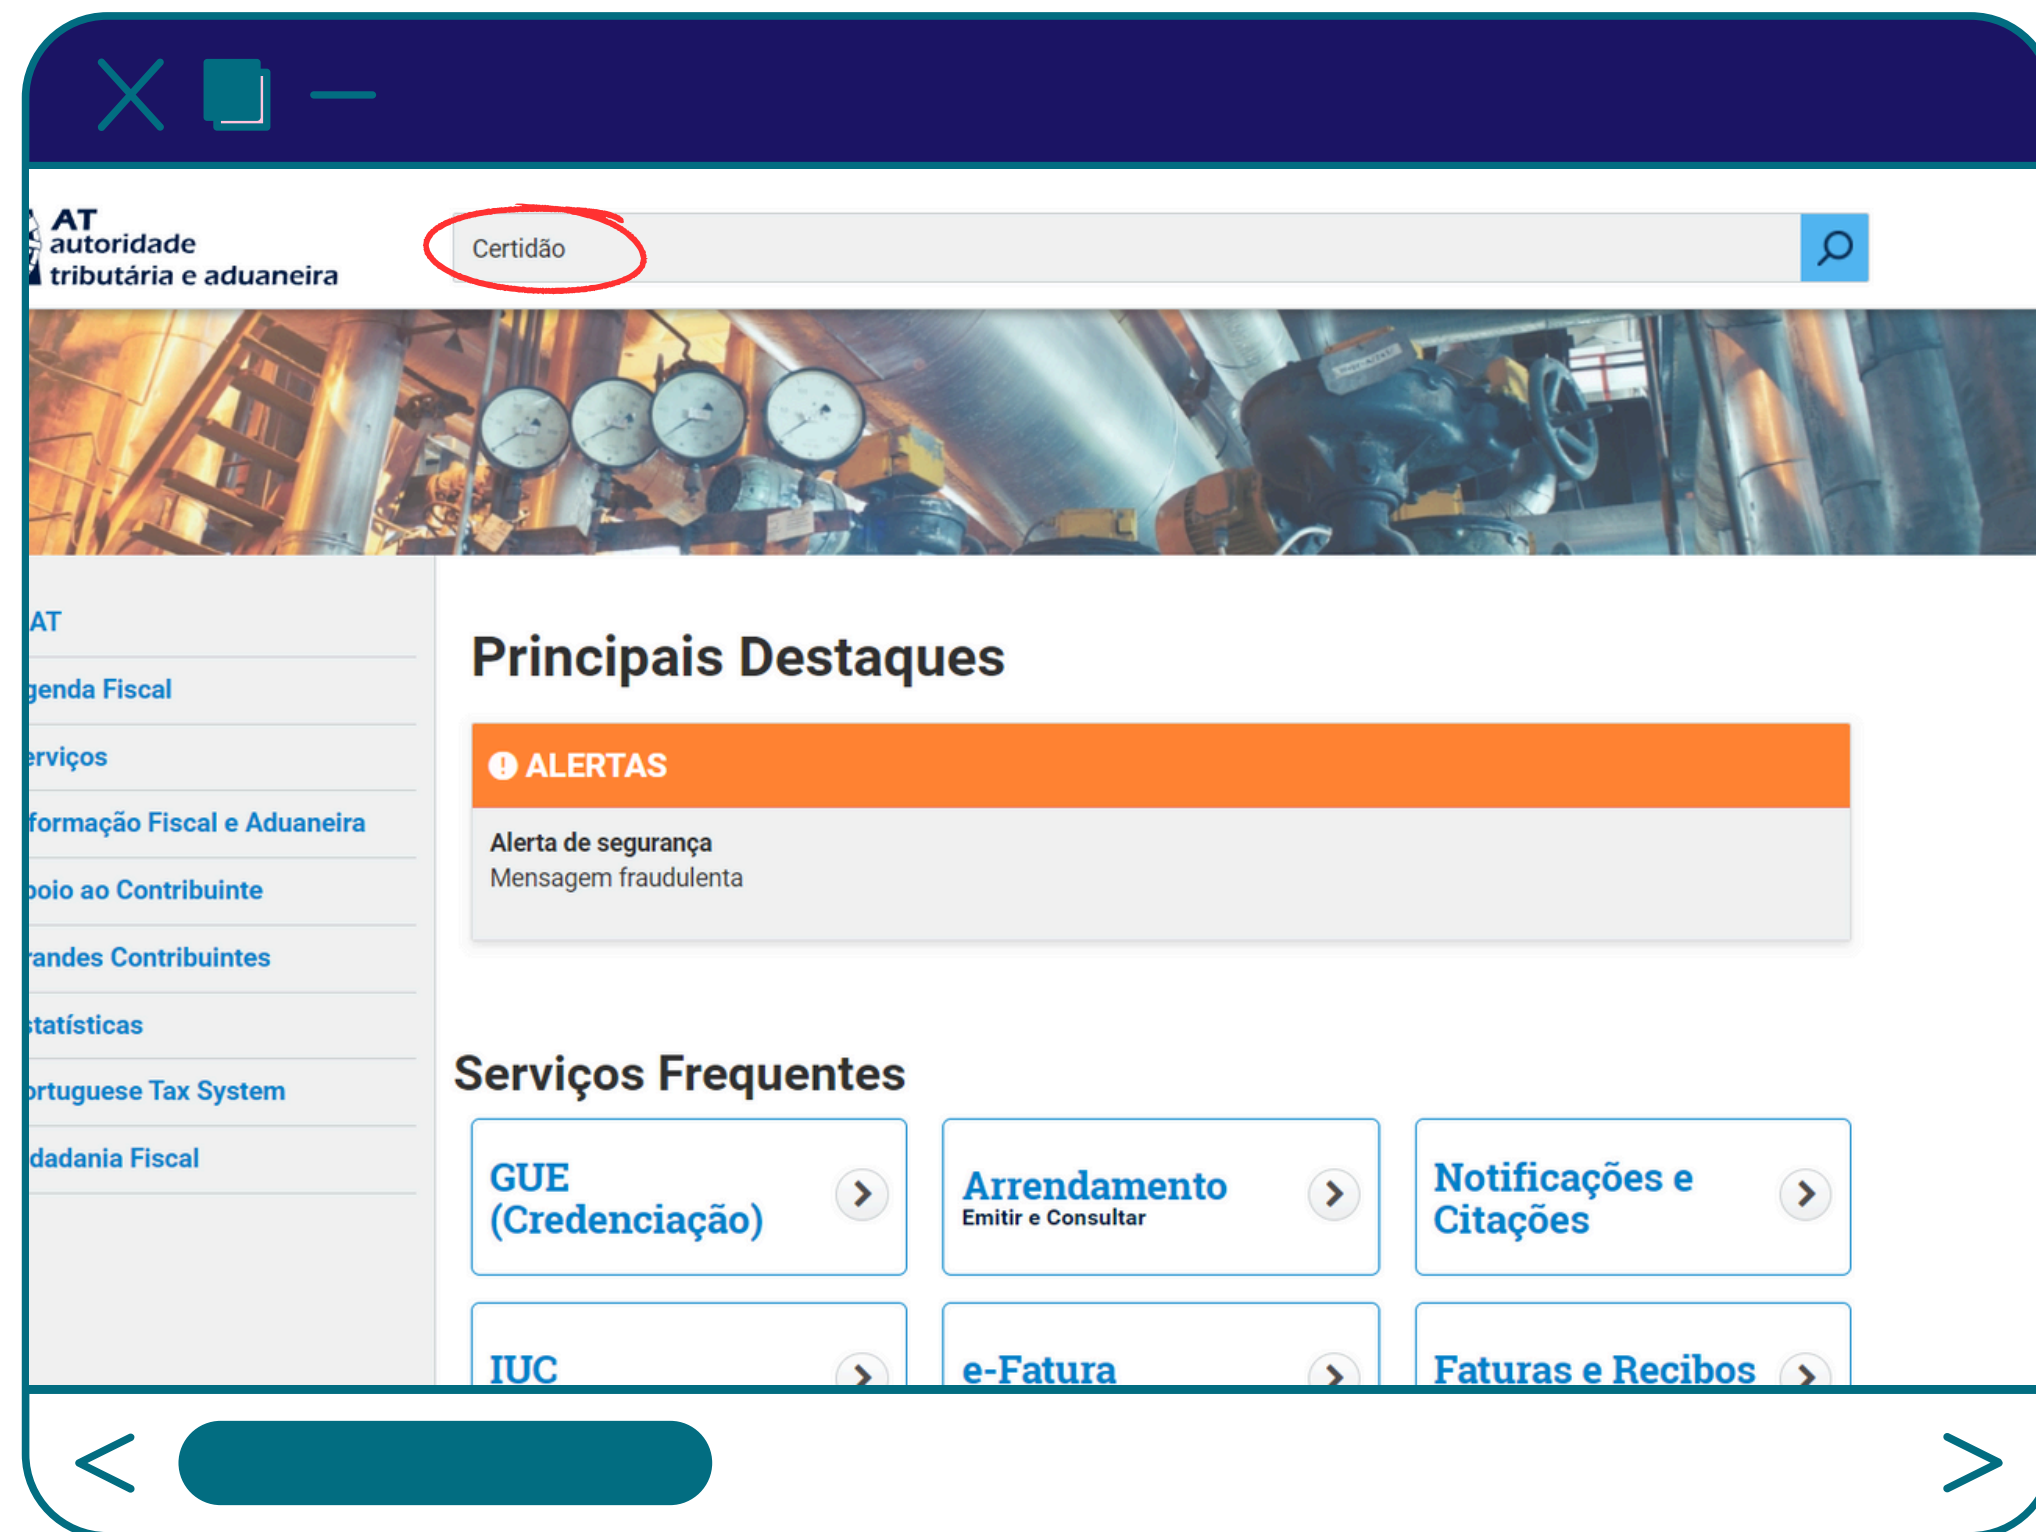 AT
autoridade
tributária e aduaneira
Certidão
AT
genda Fiscal
erviços
formação Fiscal e Aduaneira
poio ao Contribuinte
randes Contribuintes
statísticas
ortuguese Tax System
dadania Fiscal
Principais Destaques
ALERTAS
Alerta de segurança
Mensagem fraudulenta
Serviços Frequentes
GUE
(Credenciação)
Arrendamento
Emitir e Consultar
Notificações e
Citações
IUC
e-Fatura
Faturas e Recibos